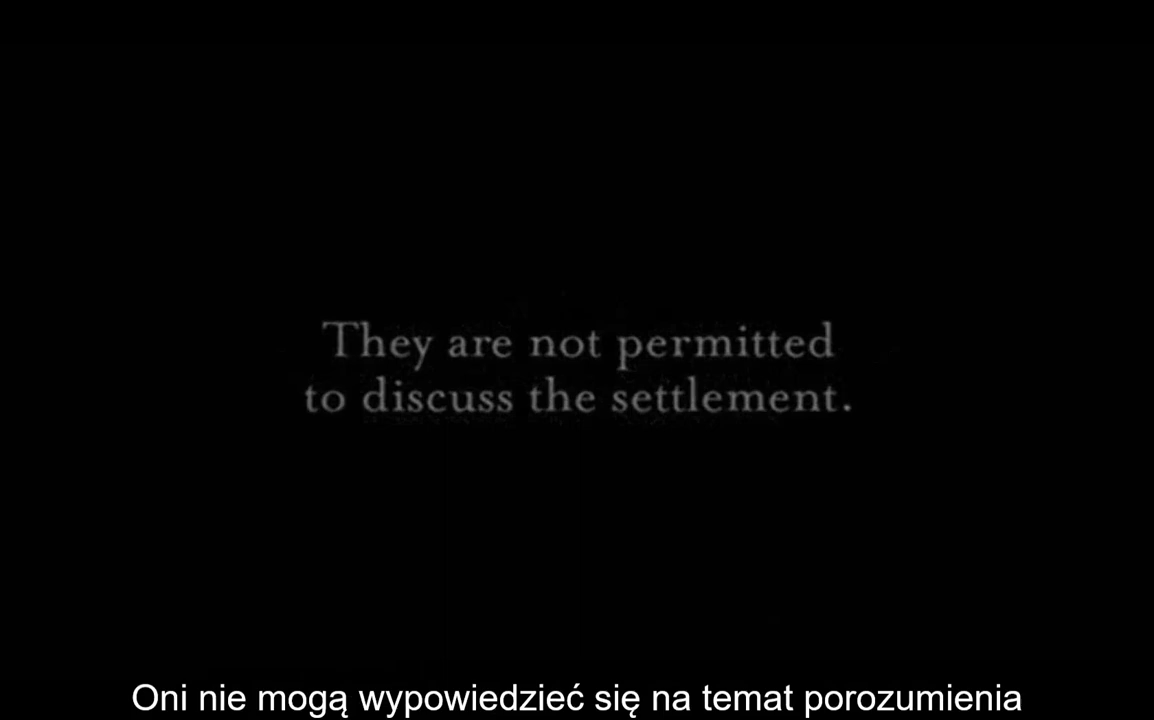 They are not permitted
to discuss the settlement.
Oni nie mogą wypowiedzieć się na temat porozumienia